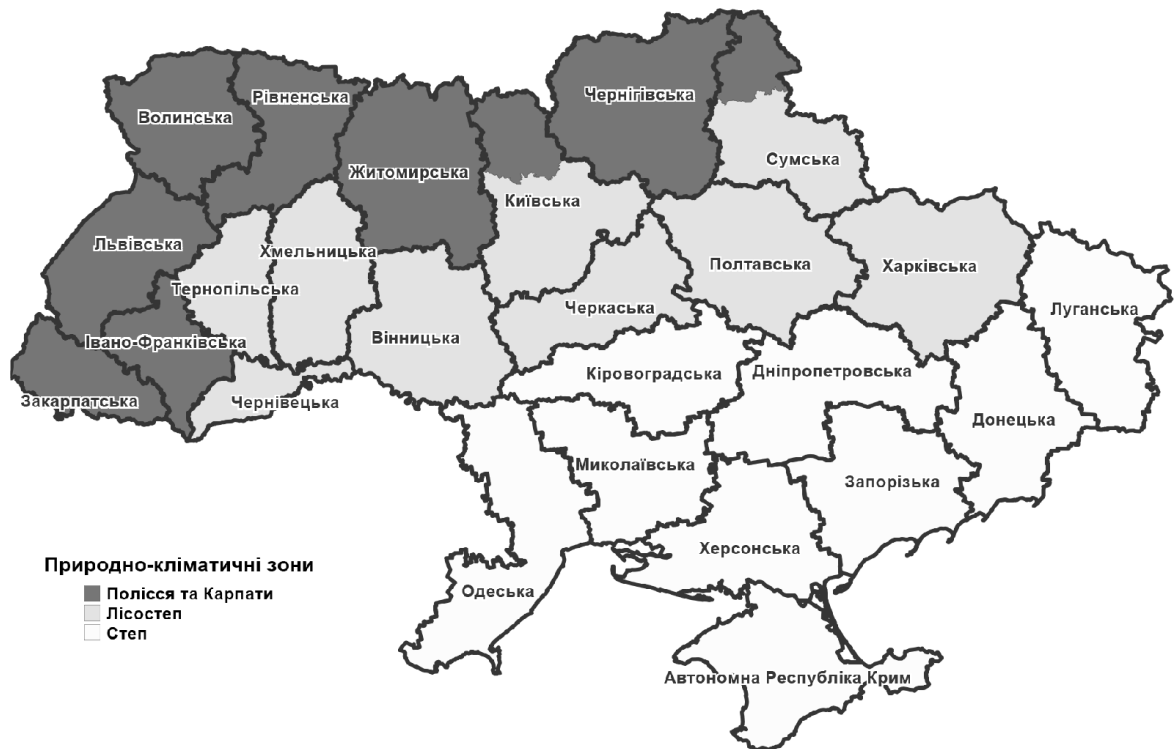 Чернігівська
Рівненська
Волинська
Сумська
Житомирська
Київська
Львівська
Хмельницька
Полтавська
Харківська
Тернопільська
Черкаська
Луганська
Івано-Франківська
Вінницька
Кіровоградська
Дніпропетровська
Закарпатська
Чернівецька
Донецька
Миколаївська
Запорізька
Херсонська
Одеська
Автономна Республіка Крим
Природно-кліматичні зони
Полісся та Карпати
Лісостеп
Степ